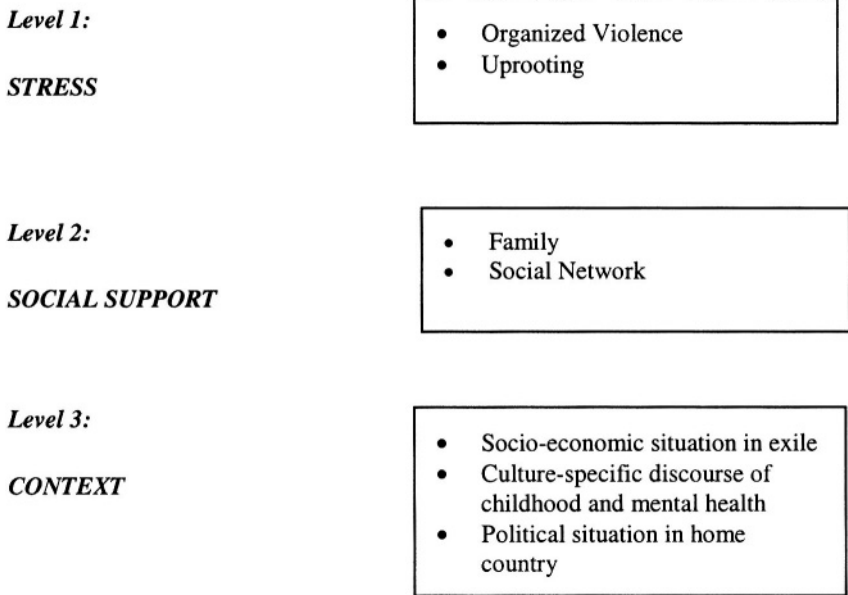 Level 1:
STRESS
• Organized Violence
• Uprooting
Level 2:
SOCIAL SUPPORT
• Family
• Social Network
Level 3:
CONTEXT
• Socio-economic situation in exile
• Culture-specific discourse of
childhood and mental health
• Political situation in home
country